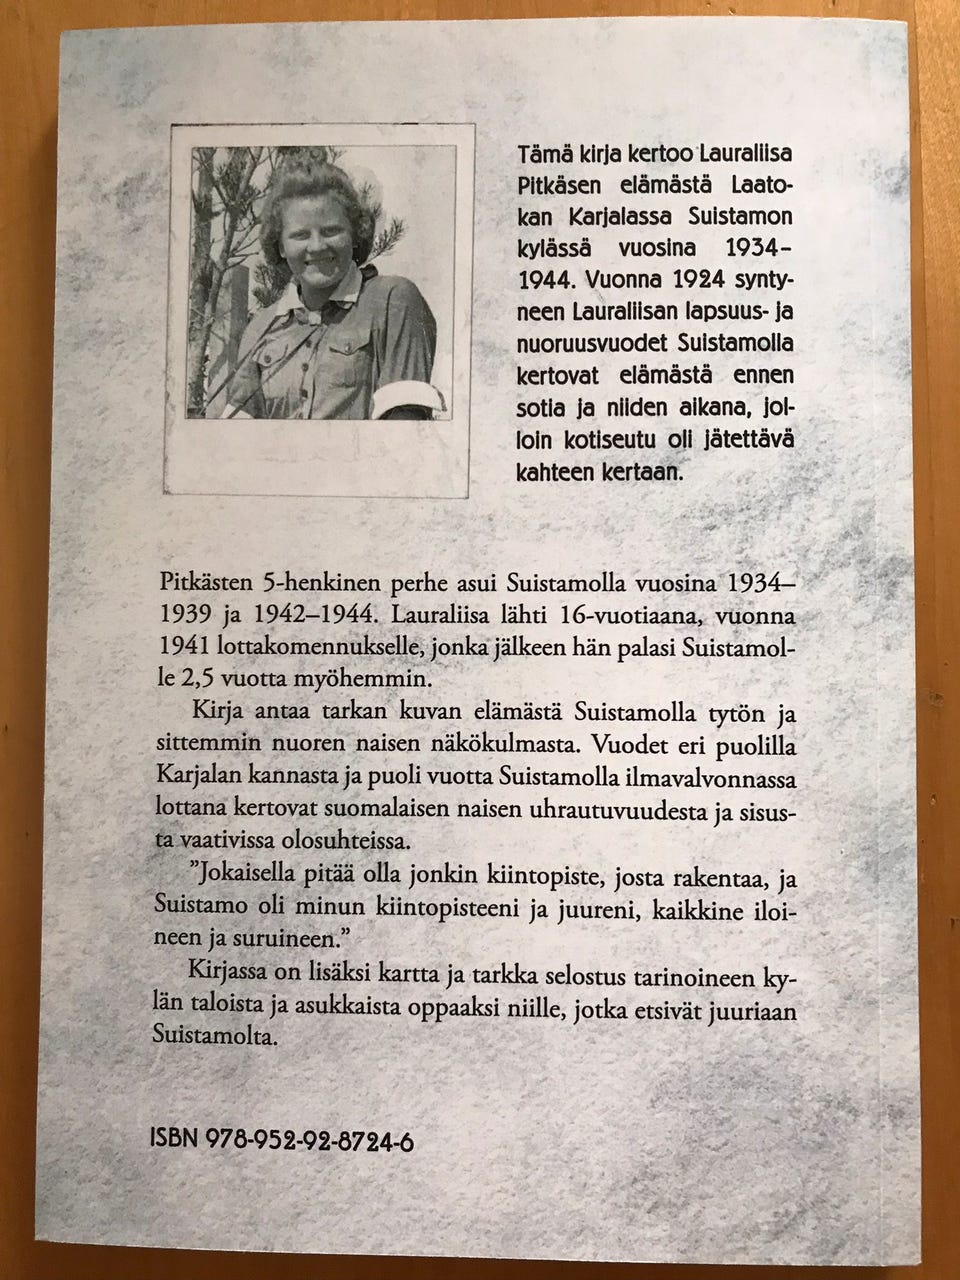 Tämä kirja kertoo Lauraliisa
Pitkäsen elämästä Laato-
kan Karjalassa Suistamon
kylässä vuosina 1934–
1944. Vuonna 1924 synty-
neen Lauraliisan lapsuus- ja
nuoruusvuodet Suistamolla
kertovat elämästä ennen
sotia ja niiden aikana, jol-
loin kotiseutu oli jätettävä
kahteen kertaan.
Pitkästen 5-henkinen perhe asui Suistamolla vuosina 1934–
1939 ja 1942–1944. Lauraliisa lähti 16-vuotiaana, vuonna
1941 lottakomennukselle, jonka jälkeen hän palasi Suistamol-
le 2,5 vuotta myöhemmin.
Kirja antaa tarkan kuvan elämästä Suistamolla tytön ja
sittemmin nuoren naisen näkökulmasta. Vuodet eri puolilla
Karjalan kannasta ja puoli vuotta Suistamolla ilmavalvonnassa
lottana kertovat suomalaisen naisen uhrautuvuudesta ja sisus-
ta vaativissa olosuhteissa.
”Jokaisella pitää olla jonkin kiintopiste, josta rakentaa, ja
Suistamo oli minun kiintopisteeni ja juureni, kaikkine iloi-
neen ja suruineen.”
Kirjassa on lisäksi kartta ja tarkka selostus tarinoineen ky-
län taloista ja asukkaista oppaaksi niille, jotka etsivät juuriaan
Suistamolta.
ISBN 978-952-92-8724-6